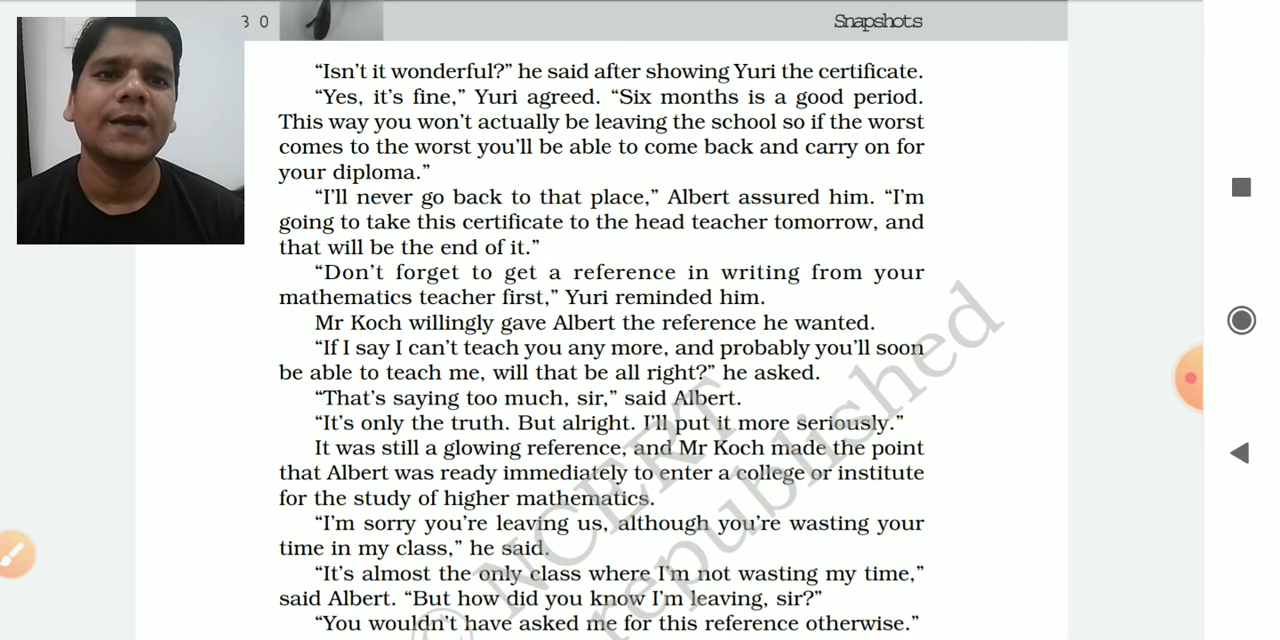 30
Snapshots
“Isn’t it wonderful?” he said after showing Yuri the certificate.
“Yes, it’s fine,” Yuri agreed. “Six months is a good period.
This way you won’t actually be leaving the school so if the worst
comes to the worst you’ll be able to come back and carry on for
your diploma.”
“I’ll never go back to that place,” Albert assured him. “I’m
going to take this certificate to the head teacher tomorrow, and
that will be the end of it.”
“Don’t forget to get a reference in writing from your
mathematics teacher first,” Yuri reminded him.
Mr Koch willingly gave Albert the reference he wanted.
“If I say I can’t teach you any more, and probably you’ll soon
be able to teach me, will that be all right?” he asked.
“That’s saying too much, sir,” said Albert.
“It’s only the truth. But alright. I’ll put it more seriously.”
It was still a glowing reference, and Mr Koch made the point
that Albert was ready immediately to enter a college or institute
for the study of higher mathematics.
“I’m sorry you’re leaving us, although you’re wasting your
time in my class,” he said.
“It’s almost the only class where I’m not wasting my time,”
said Albert. “But how did you know I’m leaving, sir?”
“You wouldn’t have asked me for this reference otherwise.”
© NCERT
republished